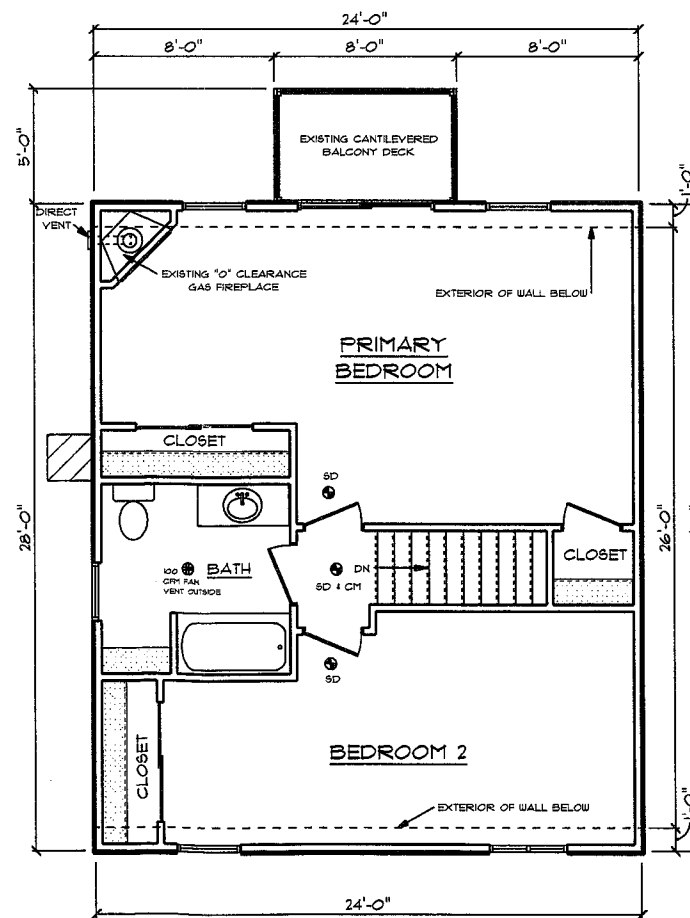 24'-0"
8'-0" 8'-0" 8'-0"
5'-0"
EXISTING CANTILEVERED
BALCONY DECK
1'-0"
DIRECT
VENT
EXISTING "0" CLEARANCE
GAS FIREPLACE
EXTERIOR OF WALL BELOW
PRIMARY
BEDROOM
CLOSET
SD
28'-0"
26'-0"
100
CFM FAN
VENT OUTSIDE
BATH
SD & CM
DN
CLOSET
SD
CLOSET
BEDROOM 2
EXTERIOR OF WALL BELOW
1'-0"
24'-0"